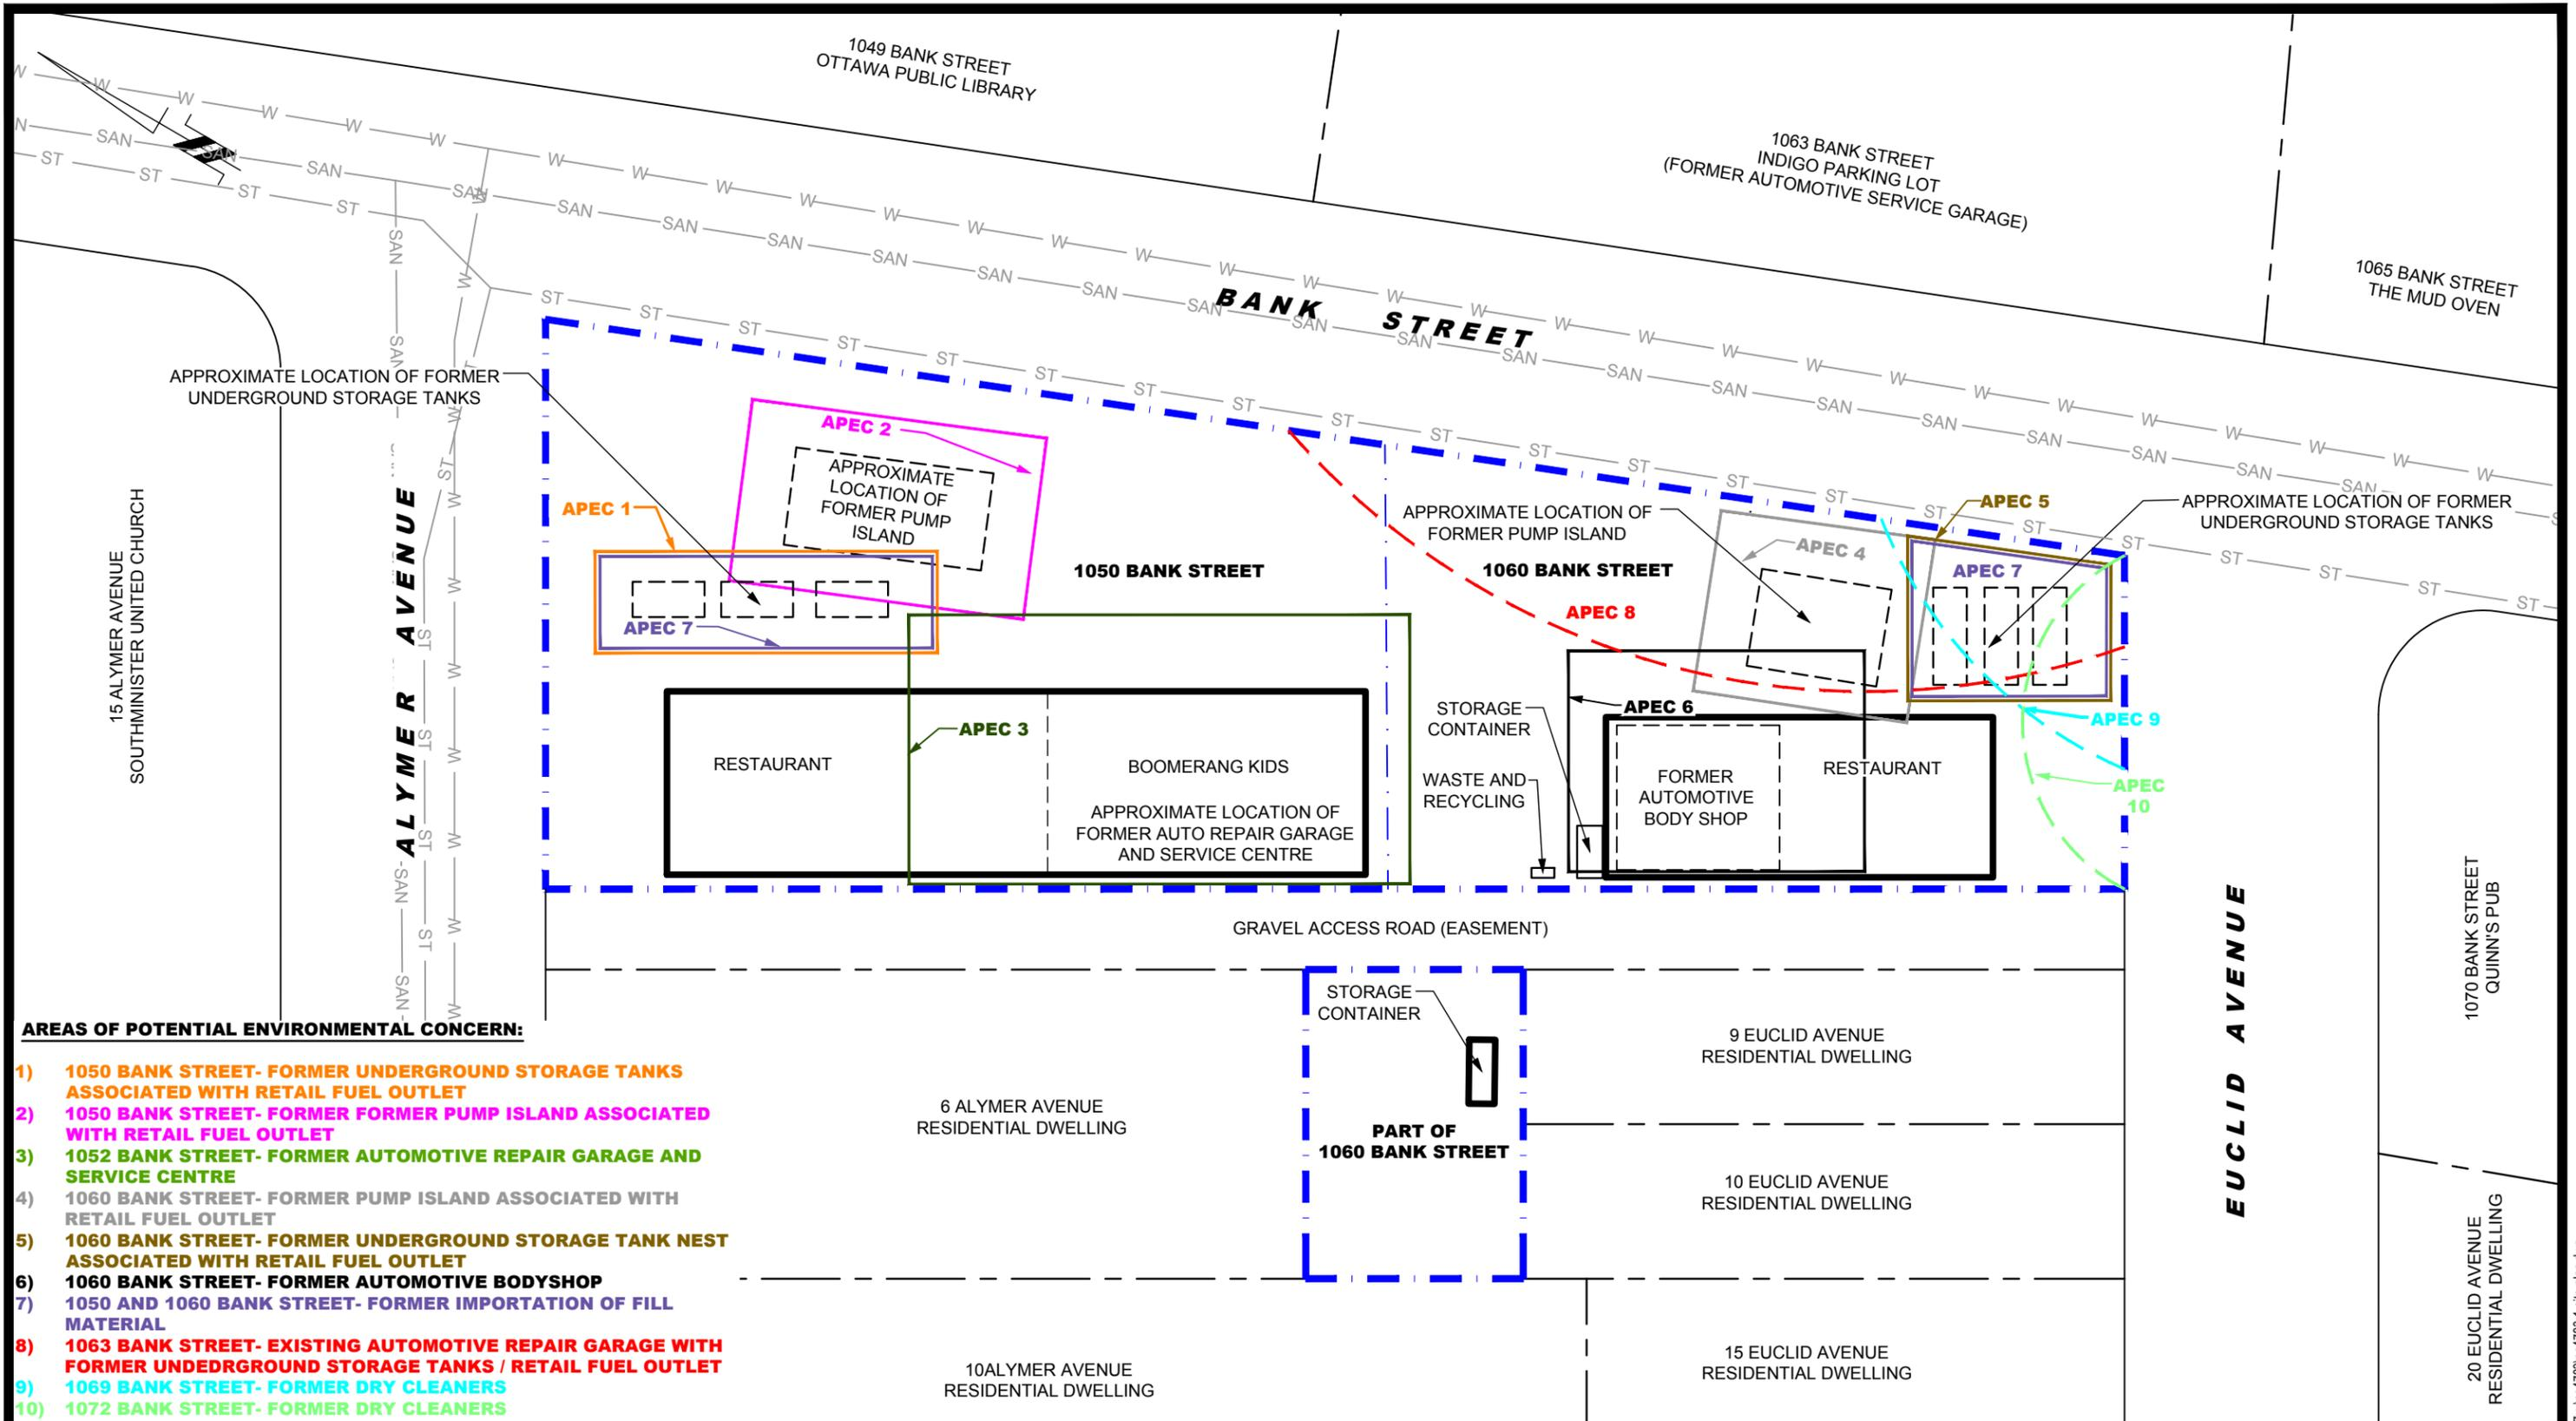 1049 BANK STREET
OTTAWA PUBLIC LIBRARY
1063 BANK STREET
INDIGO PARKING LOT
(FORMER AUTOMOTIVE SERVICE GARAGE)
1065 BANK STREET
THE MUD OVEN
BANK STREET
APPROXIMATE LOCATION OF FORMER
UNDERGROUND STORAGE TANKS
APEC 2
APPROXIMATE
LOCATION OF
FORMER PUMP
ISLAND
APEC 1
APEC 7
1050 BANK STREET
APPROXIMATE LOCATION OF
FORMER PUMP ISLAND
1060 BANK STREET
APEC 8
APEC 4
APEC 5
APEC 7
APPROXIMATE LOCATION OF FORMER
UNDERGROUND STORAGE TANKS
15 ALYMER AVENUE
SOUTHMINISTER UNITED CHURCH
ALYMER AVENUE
RESTAURANT
APEC 3
BOOMERANG KIDS
APPROXIMATE LOCATION OF
FORMER AUTO REPAIR GARAGE
AND SERVICE CENTRE
STORAGE
CONTAINER
WASTE AND
RECYCLING
APEC 6
FORMER
AUTOMOTIVE
BODY SHOP
RESTAURANT
APEC 9
APEC
10
GRAVEL ACCESS ROAD (EASEMENT)
STORAGE
CONTAINER
PART OF
1060 BANK STREET
6 ALYMER AVENUE
RESIDENTIAL DWELLING
10ALYMER AVENUE
RESIDENTIAL DWELLING
9 EUCLID AVENUE
RESIDENTIAL DWELLING
10 EUCLID AVENUE
RESIDENTIAL DWELLING
15 EUCLID AVENUE
RESIDENTIAL DWELLING
EUCLID AVENUE
1070 BANK STREET
QUINN'S PUB
20 EUCLID AVENUE
RESIDENTIAL DWELLING
AREAS OF POTENTIAL ENVIRONMENTAL CONCERN:
1) 1050 BANK STREET- FORMER UNDERGROUND STORAGE TANKS
ASSOCIATED WITH RETAIL FUEL OUTLET
2) 1050 BANK STREET- FORMER FORMER PUMP ISLAND ASSOCIATED
WITH RETAIL FUEL OUTLET
3) 1052 BANK STREET- FORMER AUTOMOTIVE REPAIR GARAGE AND
SERVICE CENTRE
4) 1060 BANK STREET- FORMER PUMP ISLAND ASSOCIATED WITH
RETAIL FUEL OUTLET
5) 1060 BANK STREET- FORMER UNDERGROUND STORAGE TANK NEST
ASSOCIATED WITH RETAIL FUEL OUTLET
6) 1060 BANK STREET- FORMER AUTOMOTIVE BODYSHOP
7) 1050 AND 1060 BANK STREET- FORMER IMPORTATION OF FILL
MATERIAL
8) 1063 BANK STREET- EXISTING AUTOMOTIVE REPAIR GARAGE WITH
FORMER UNDEDRGROUND STORAGE TANKS / RETAIL FUEL OUTLET
9) 1069 BANK STREET- FORMER DRY CLEANERS
10) 1072 BANK STREET- FORMER DRY CLEANERS